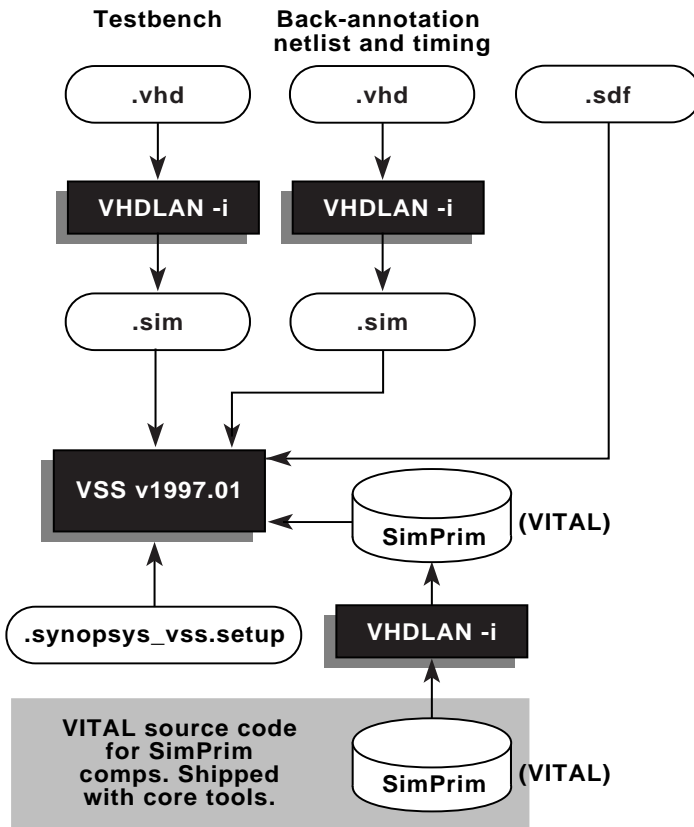 Testbench
Back-annotation
netlist and timing
.vhd
.vhd
.sdf
VHDLAN -i
VHDLAN -i
.sim
.sim
VSS v1997.01
SimPrim
(VITAL)
.synopsys_vss.setup
VHDLAN -i
VITAL source code
for SimPrim
comps. Shipped
with core tools.
SimPrim
(VITAL)